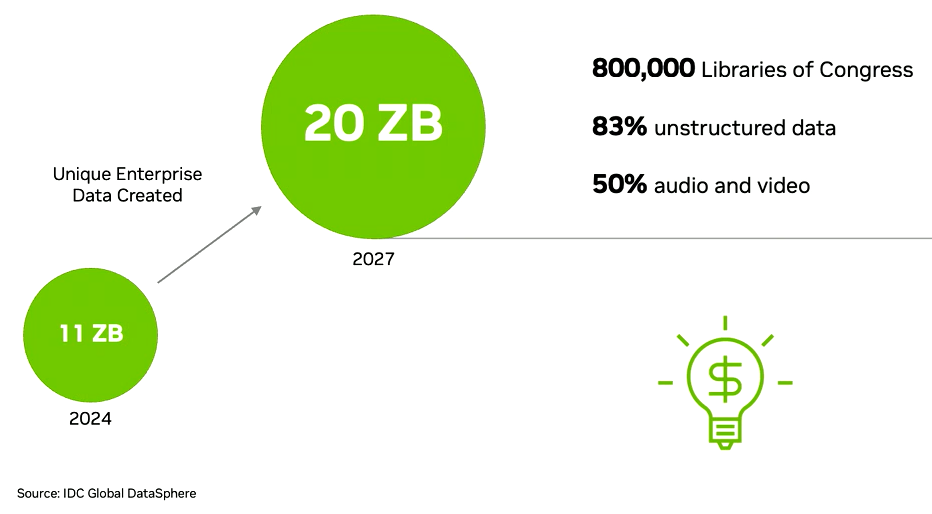 20 ZB
800,000 Libraries of Congress
83% unstructured data
50% audio and video
Unique Enterprise
Data Created
2027
11 ZB
2024
$
Source: IDC Global DataSphere